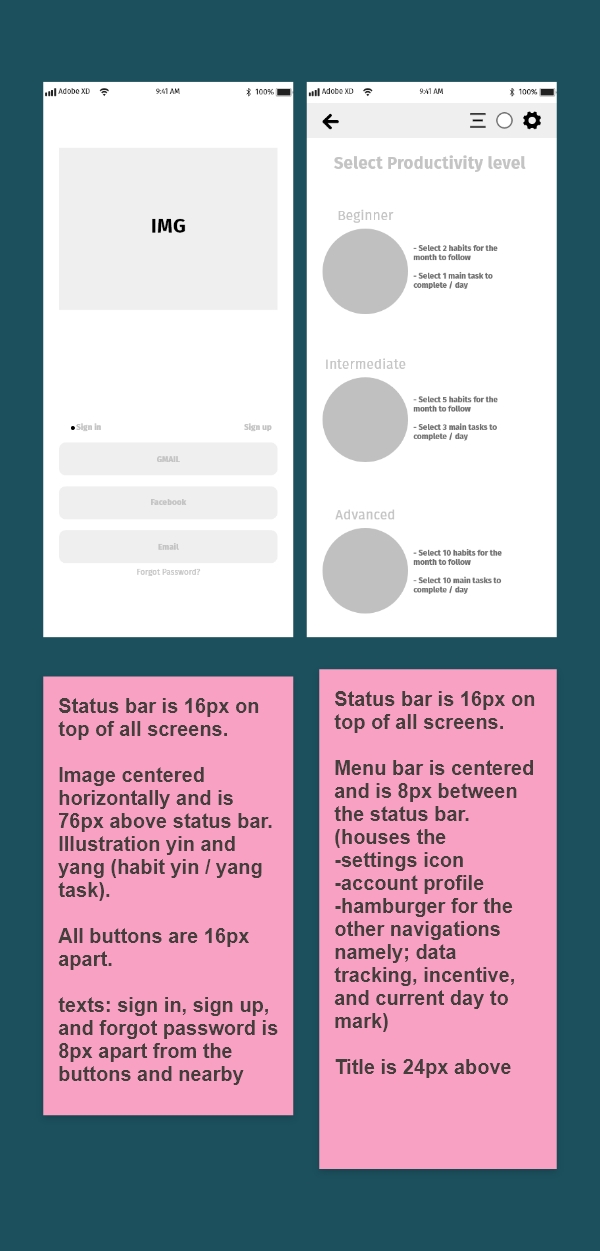 Adobe XD 9:41 AM 100%
IMG
Sign in Sign up
GMAIL
Facebook
Email
Forgot Password?
Adobe XD 9:41 AM 100%
Select Productivity level
Beginner
- Select 2 habits for the
month to follow
- Select 1 main task to
complete / day
Intermediate
- Select 5 habits for the
month to follow
- Select 3 main tasks to
complete / day
Advanced
- Select 10 habits for the
month to follow
- Select 10 main tasks to
complete / day
Status bar is 16px on
top of all screens.
Image centered
horizontally and is
76px above status bar.
Illustration yin and
yang (habit yin / yang
task).
All buttons are 16px
apart.
texts: sign in, sign up,
and forgot password is
8px apart from the
buttons and nearby
Status bar is 16px on
top of all screens.
Menu bar is centered
and is 8px between
the status bar.
(houses the
-settings icon
-account profile
-hamburger for the
other navigations
namely; data
tracking, incentive,
and current day to
mark)
Title is 24px above